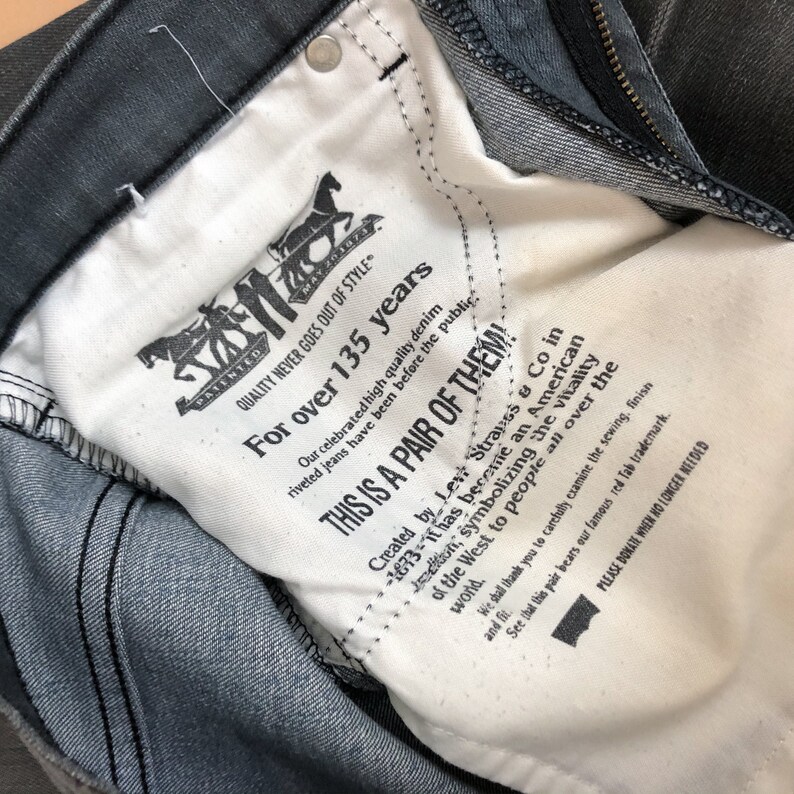 PATENTED
MAY 20 1873
QUALITY NEVER GOES OUT OF STYLE®
For over 135 years
Our celebrated high quality denim
riveted jeans have been before the public.
THIS IS A PAIR OF THEM!
Created by Levi Strauss & Co in
1873 - it has become an American
symbolizing the vitality
of the West to people all over the
world.
We shall thank you to carefully examine the sewing, finish
and fit.
See that this pair bears our famous red Tab trademark.
PLEASE DONATE WHEN NO LONGER NEEDED